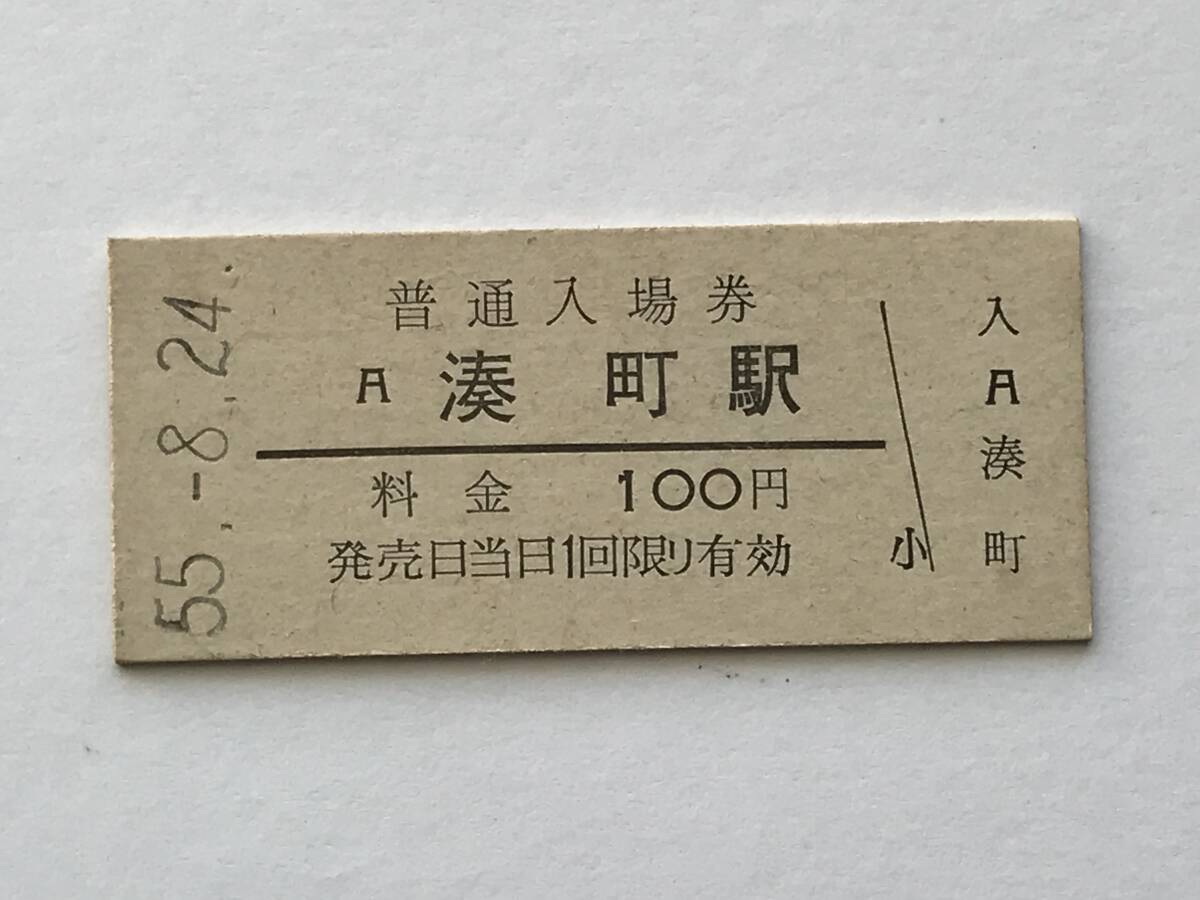 55.-8.24.
普通入場券
A 湊町駅
料金 100円
発売日当日1回限り有効
小
入
A
湊
町